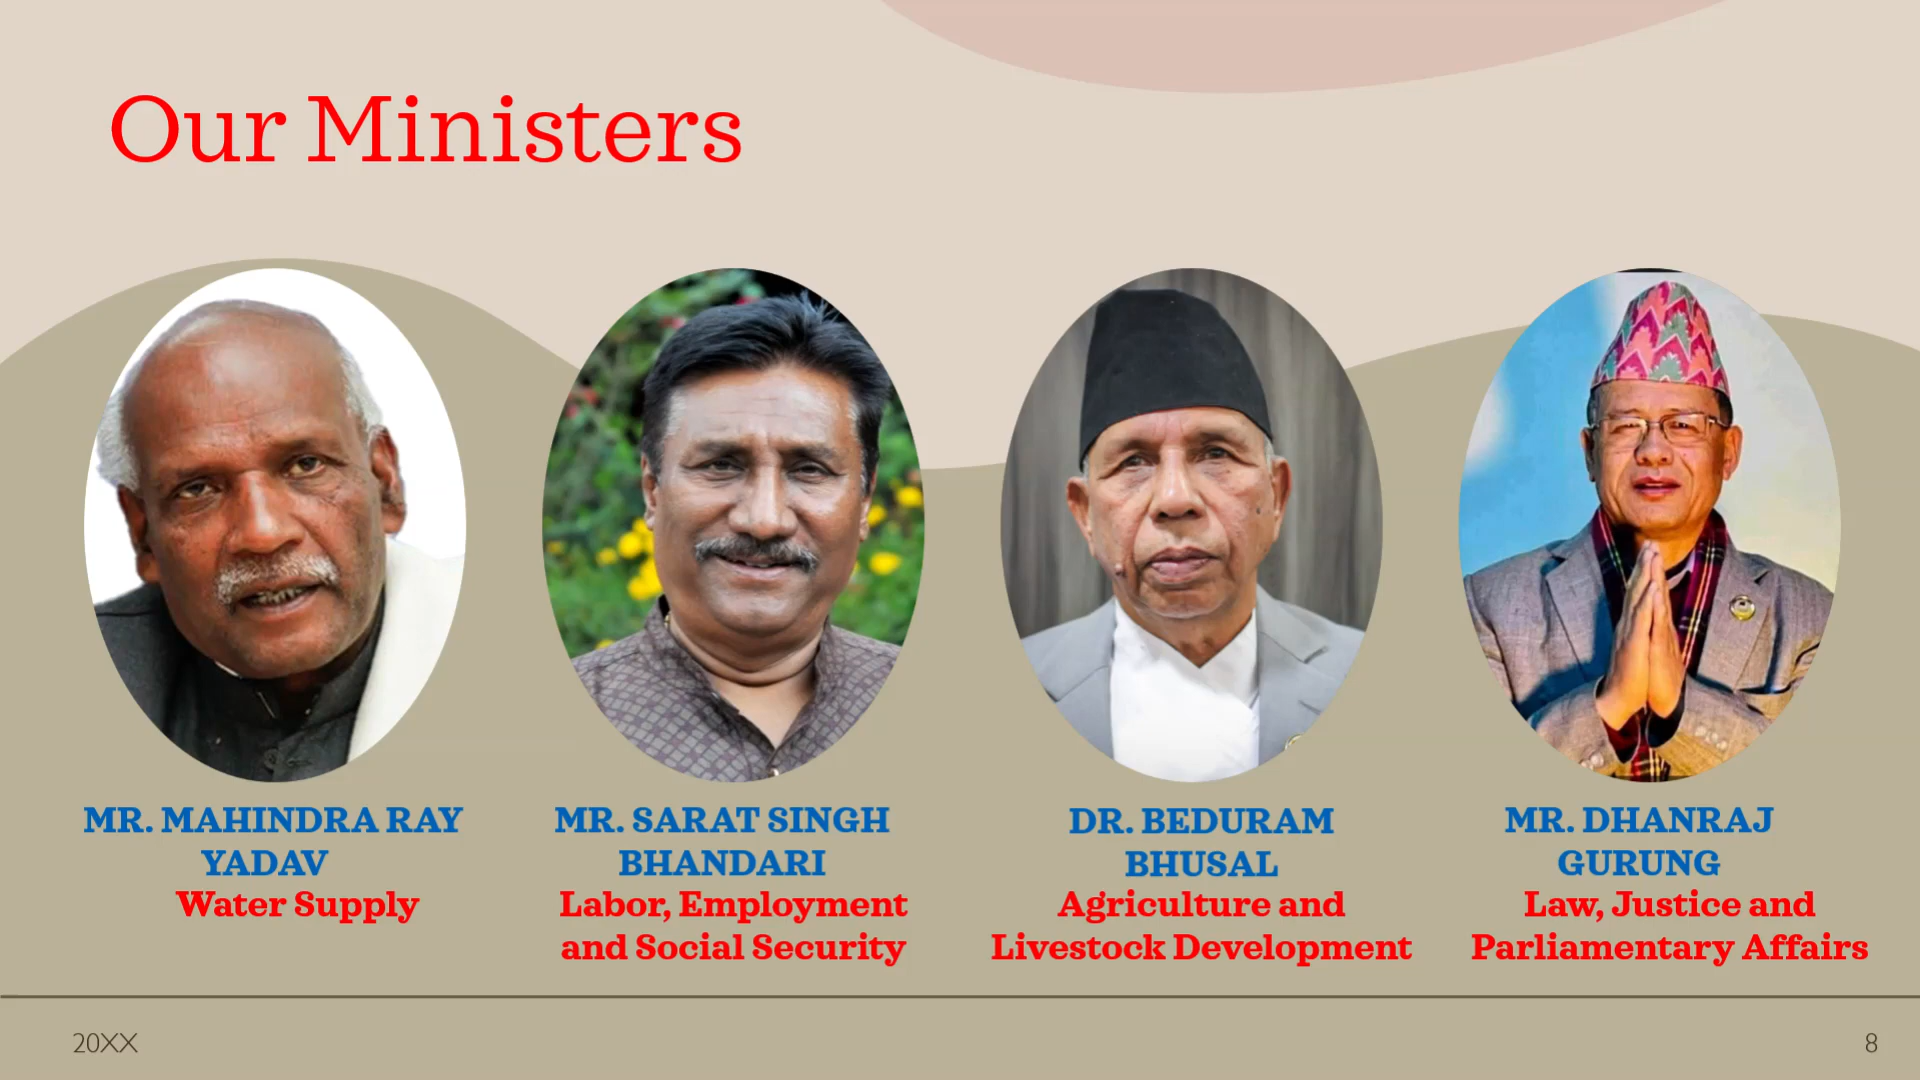 Our Ministers
MR. MAHINDRA RAY
YADAV
Water Supply
MR. SARAT SINGH
BHANDARI
Labor, Employment
and Social Security
DR. BEDURAM
BHUSAL
Agriculture and
Livestock Development
MR. DHANRAJ
GURUNG
Law, Justice and
Parliamentary Affairs
20XX
8